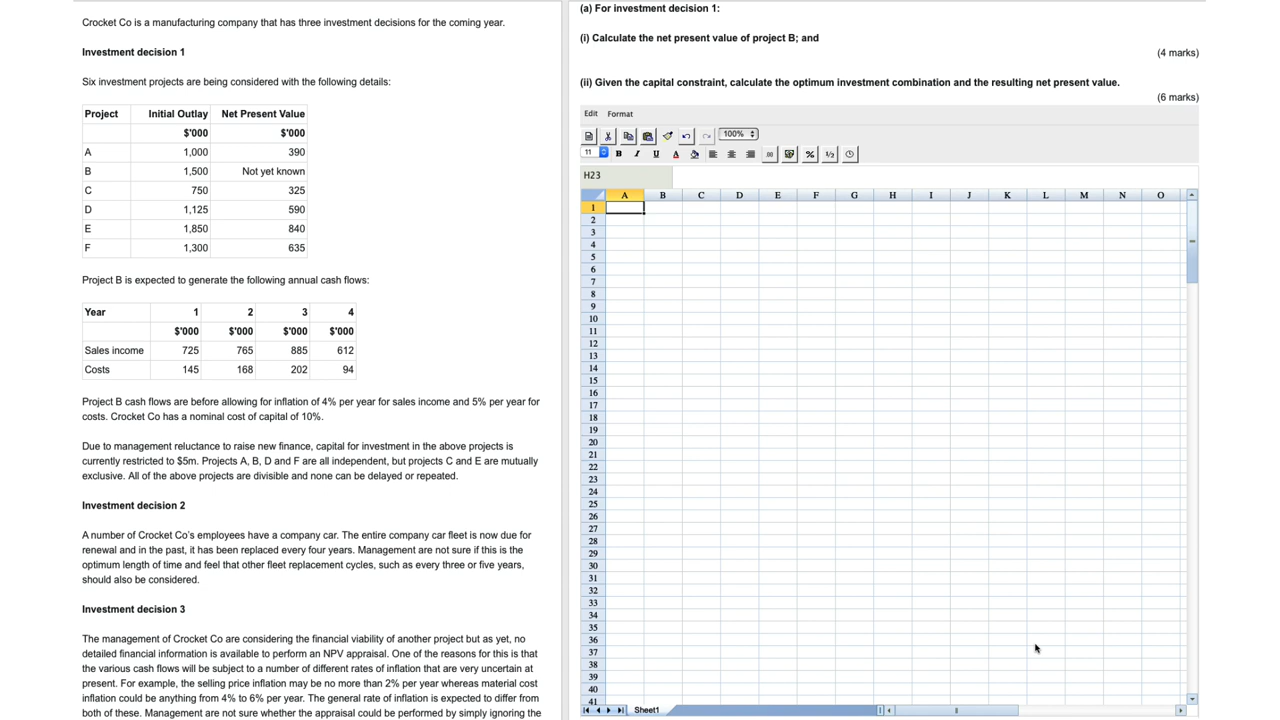 Crocket Co is a manufacturing company that has three investment decisions for the coming year.
Investment decision 1
Six investment projects are being considered with the following details:
Project Initial Outlay Net Present Value
$'000 $'000
A 1,000 390
B 1,500 Not yet known
C 750 325
D 1,125 590
E 1,850 840
F 1,300 635
Project B is expected to generate the following annual cash flows:
Year 1 2 3 4
$'000 $'000 $'000 $'000
Sales income 725 765 885 612
Costs 145 168 202 94
Project B cash flows are before allowing for inflation of 4% per year for sales income and 5% per year for
costs. Crocket Co has a nominal cost of capital of 10%.
Due to management reluctance to raise new finance, capital for investment in the above projects is
currently restricted to $5m. Projects A, B, D and F are all independent, but projects C and E are mutually
exclusive. All of the above projects are divisible and none can be delayed or repeated.
Investment decision 2
A number of Crocket Co's employees have a company car. The entire company car fleet is now due for
renewal and in the past, it has been replaced every four years. Management are not sure if this is the
optimum length of time and feel that other fleet replacement cycles, such as every three or five years,
should also be considered.
Investment decision 3
The management of Crocket Co are considering the financial viability of another project but as yet, no
detailed financial information is available to perform an NPV appraisal. One of the reasons for this is that
the various cash flows will be subject to a number of different rates of inflation that are very uncertain at
present. For example, the selling price inflation may be no more than 2% per year whereas material cost
inflation could be anything from 4% to 6% per year. The general rate of inflation is expected to differ from
both of these. Management are not sure whether the appraisal could be performed by simply ignoring the
(a) For investment decision 1:
(i) Calculate the net present value of project B; and
(4 marks)
(ii) Given the capital constraint, calculate the optimum investment combination and the resulting net present value.
(6 marks)
Edit Format
100%
11 B I U A .00 % 1/2
H23
A B C D E F G H I J K L M N O
1
2
3
4
5
6
7
8
9
10
11
12
13
14
15
16
17
18
19
20
21
22
23
24
25
26
27
28
29
30
31
32
33
34
35
36
37
38
39
40
41
Sheet1